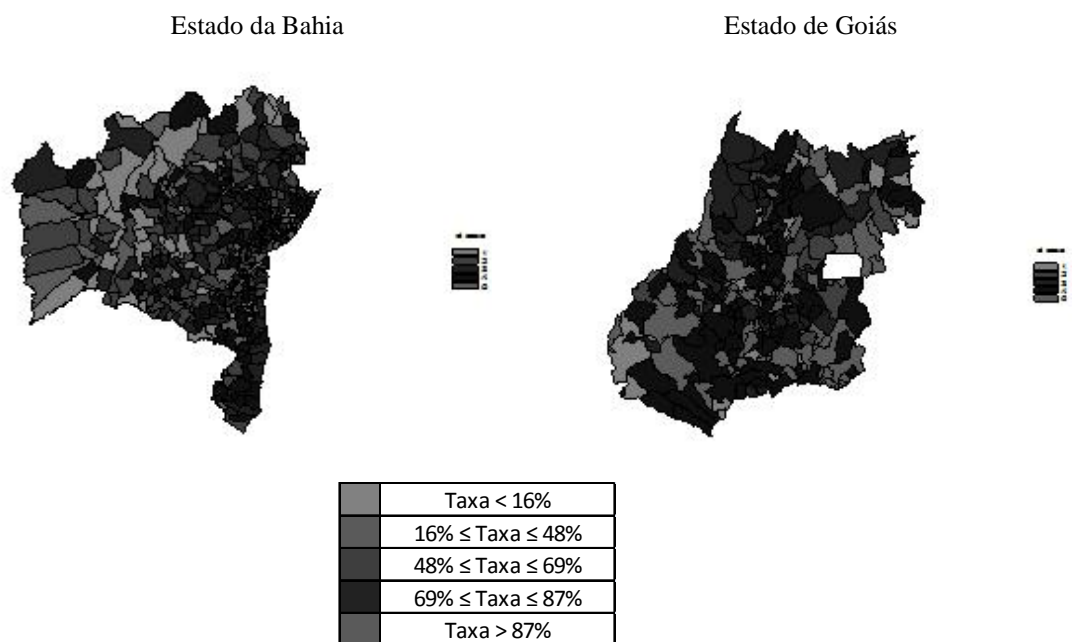 Estado da Bahia
Estado de Goiás
Taxa < 16%
16% ≤ Taxa ≤ 48%
48% ≤ Taxa ≤ 69%
69% ≤ Taxa ≤ 87%
Taxa > 87%